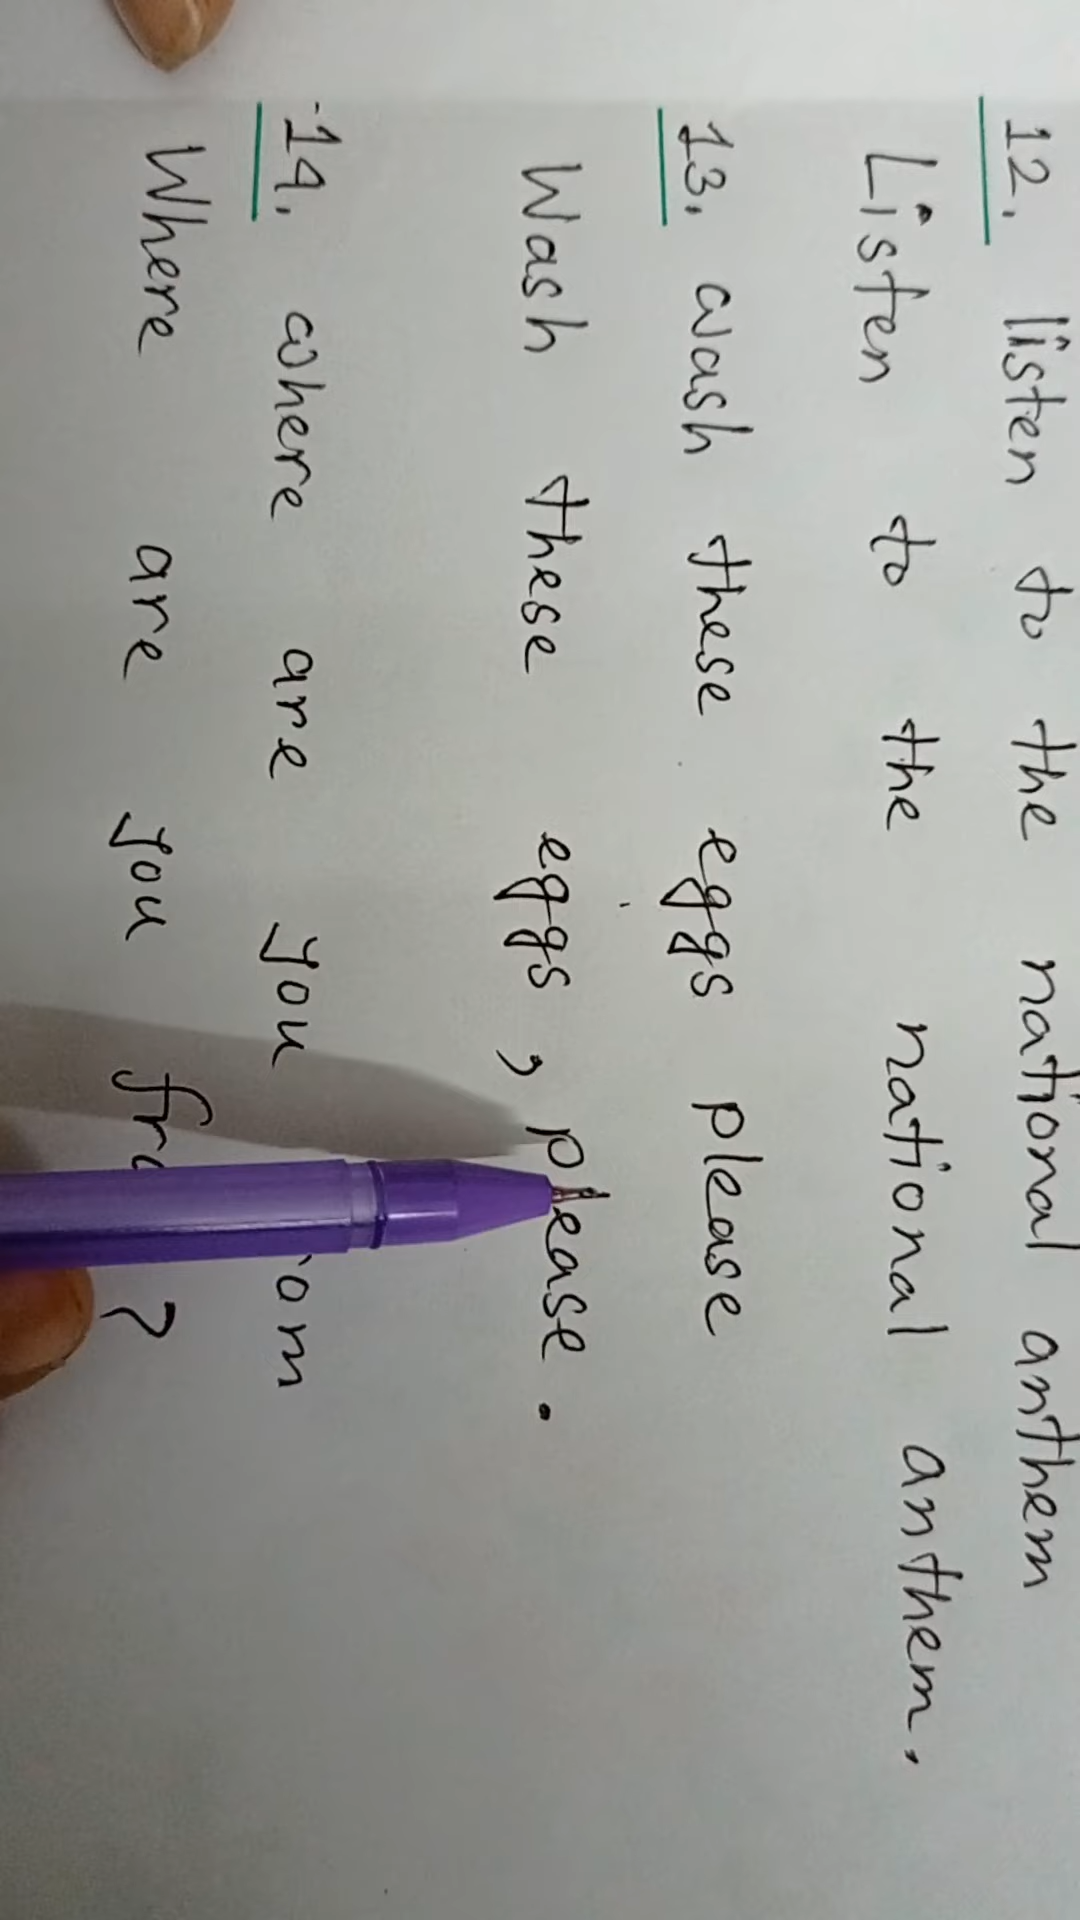 12. listen to the national anthem
Listen to the national anthem.
13. wash these eggs please
Wash these eggs, please.
14. where are you
Where are you ?